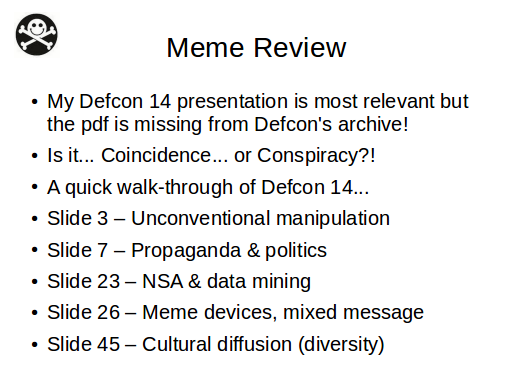 Meme Review
• My Defcon 14 presentation is most relevant but
the pdf is missing from Defcon's archive!
• Is it... Coincidence... or Conspiracy?!
• A quick walk-through of Defcon 14...
• Slide 3 – Unconventional manipulation
• Slide 7 – Propaganda & politics
• Slide 23 – NSA & data mining
• Slide 26 – Meme devices, mixed message
• Slide 45 – Cultural diffusion (diversity)